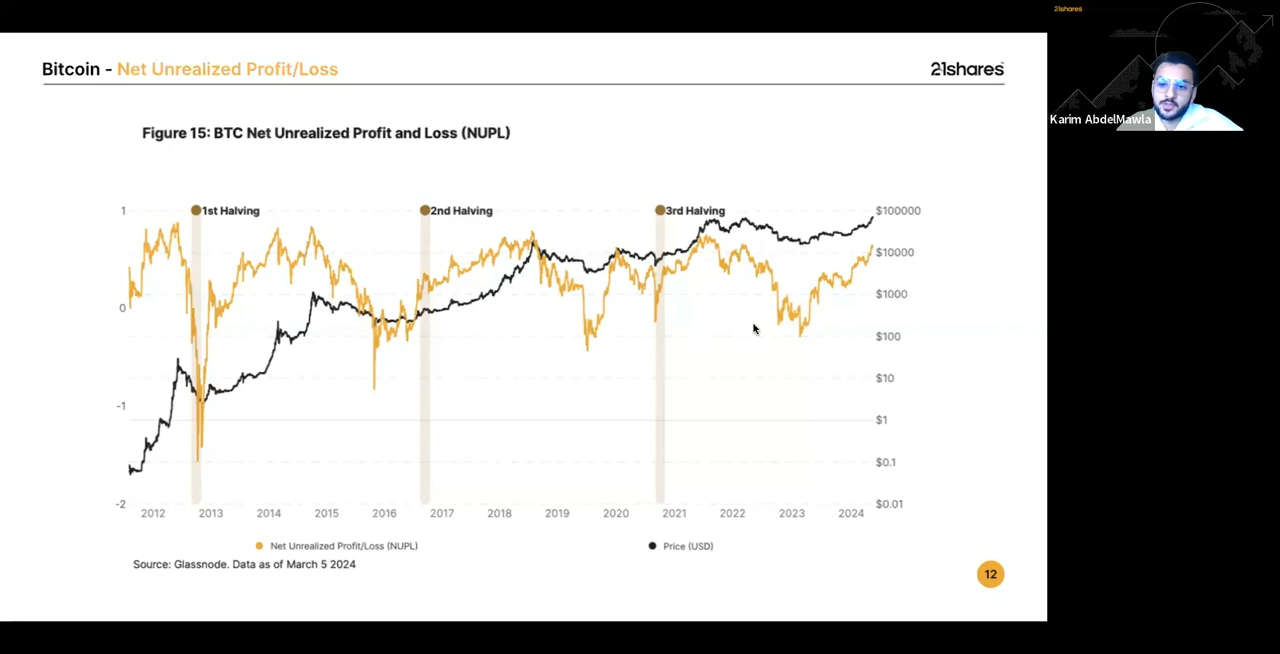 21shares
Bitcoin - Net Unrealized Profit/Loss
21shares
Karim AbdelMawla
Figure 15: BTC Net Unrealized Profit and Loss (NUPL)
1st Halving
2nd Halving
3rd Halving
1
0
-1
-2
$100000
$10000
$1000
$100
$10
$1
$0.1
$0.01
2012 2013 2014 2015 2016 2017 2018 2019 2020 2021 2022 2023 2024
Net Unrealized Profit/Loss (NUPL) Price (USD)
Source: Glassnode. Data as of March 5 2024
12